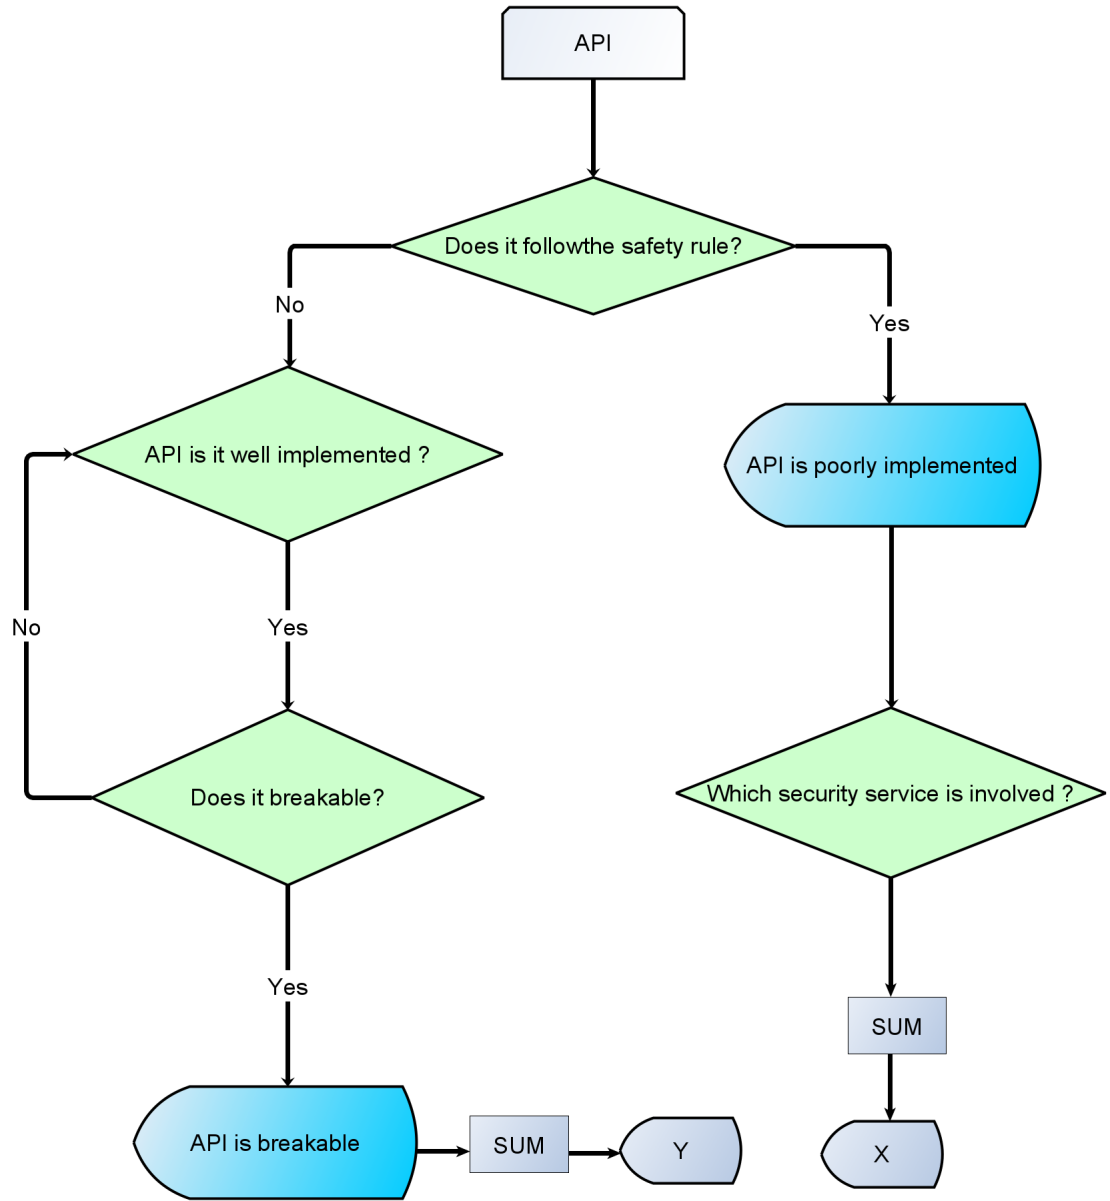 API
Does it followthe safety rule?
No
Yes
API is it well implemented ?
API is poorly implemented
No
Yes
Does it breakable?
Which security service is involved ?
Yes
SUM
API is breakable
SUM
Y
X